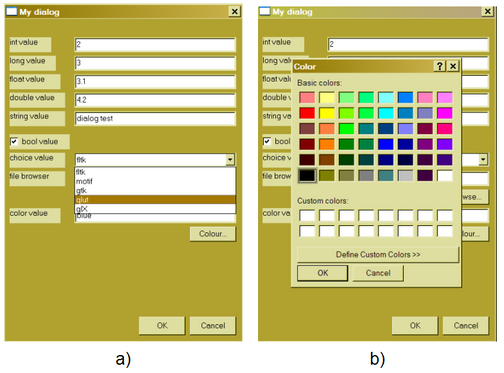 My dialog
int value
2
long value
3
float value
3.1
double value
4.2
string value
dialog test
bool value
choice value
fltk
file browser
fltk
motif
gtk
glut
glX
color value
blue
Colour...
OK
Cancel
a)
My dialog
int value
2
long value
float value
double valu
string value
bool
choice value
file browser
wse...
color value
lour...
OK
Cancel
Color
?
Basic colors:
Custom colors:
Define Custom Colors >>
OK
Cancel
b)